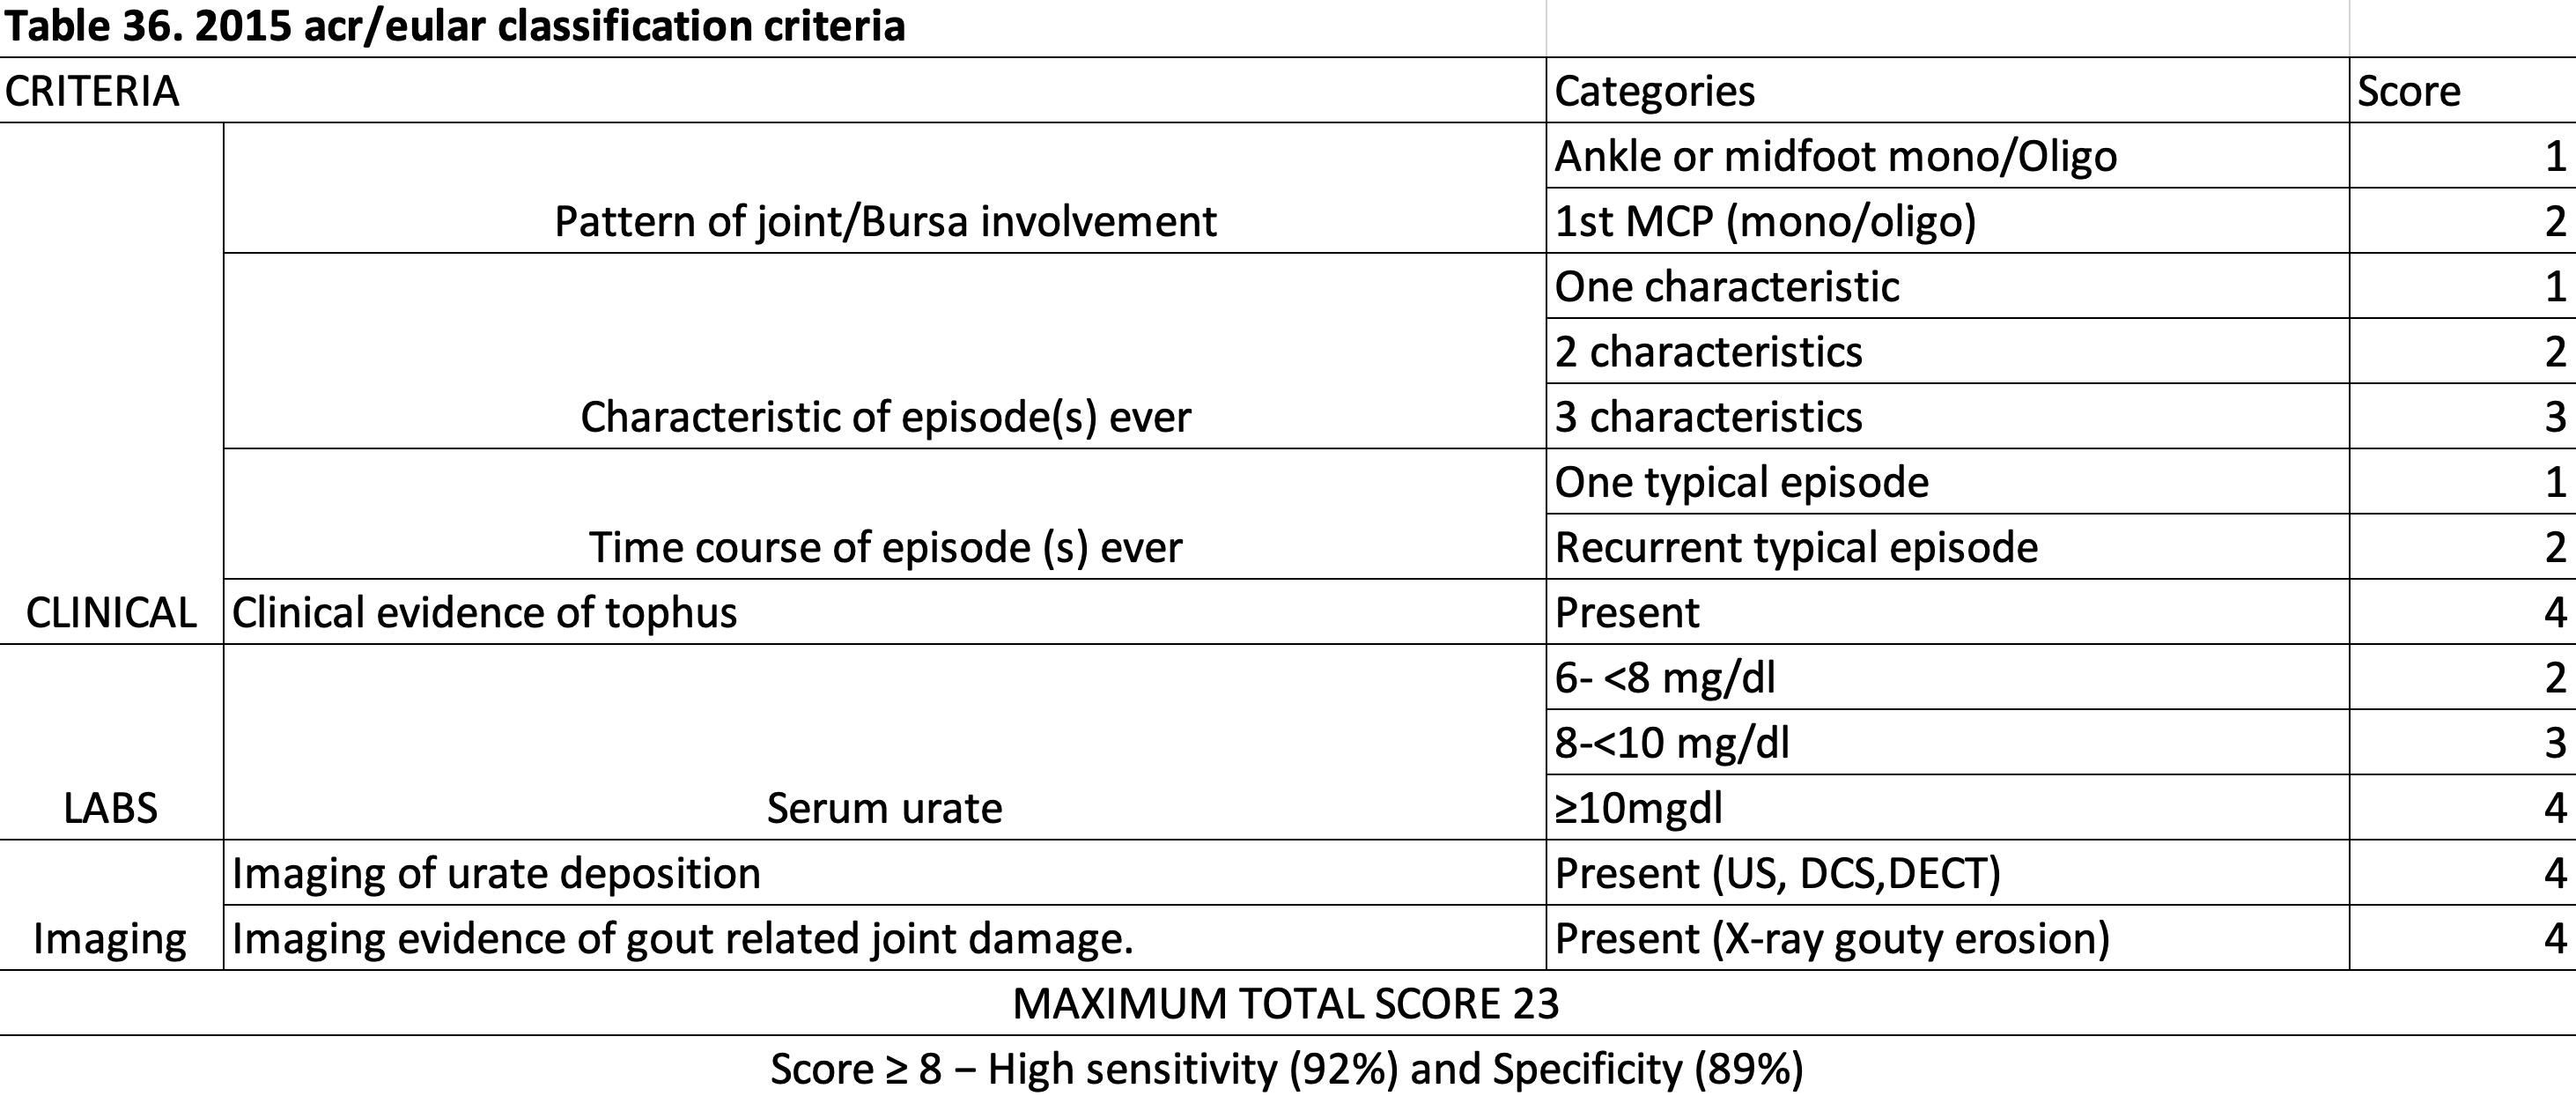 Table 36. 2015 acr/eular classification criteria
CRITERIA Categories Score
Ankle or midfoot mono/Oligo 1
Pattern of joint/Bursa involvement 1st MCP (mono/oligo) 2
One characteristic 1
2 characteristics 2
Characteristic of episode(s) ever 3 characteristics 3
One typical episode 1
Time course of episode (s) ever Recurrent typical episode 2
CLINICAL Clinical evidence of tophus Present 4
6- <8 mg/dl 2
8-<10 mg/dl 3
LABS Serum urate ≥10mgdl 4
Imaging of urate deposition Present (US, DCS,DECT) 4
Imaging Imaging evidence of gout related joint damage. Present (X-ray gouty erosion) 4
MAXIMUM TOTAL SCORE 23
Score ≥ 8 – High sensitivity (92%) and Specificity (89%)